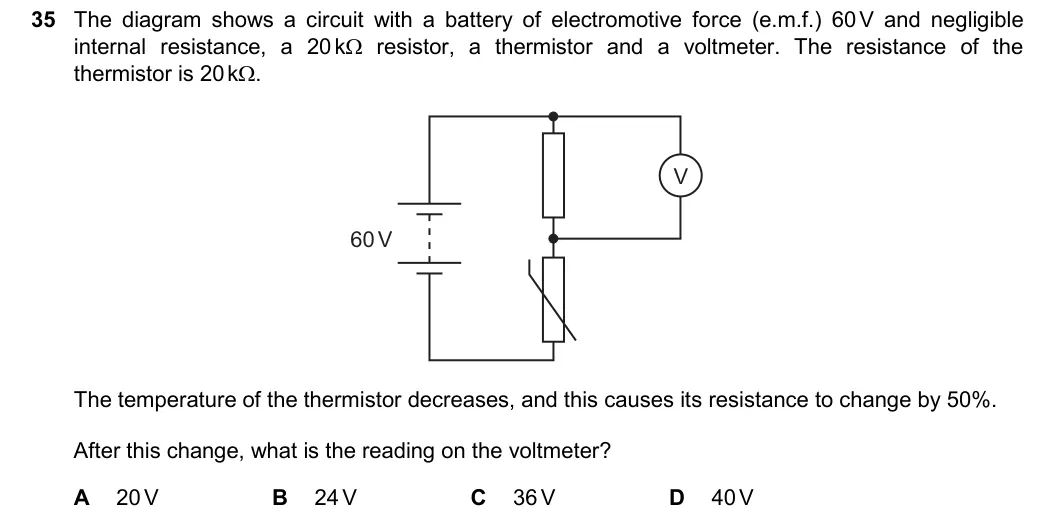 35 The diagram shows a circuit with a battery of electromotive force (e.m.f.) 60 V and negligible
internal resistance, a 20 kΩ resistor, a thermistor and a voltmeter. The resistance of the
thermistor is 20 kΩ.
V
60 V
The temperature of the thermistor decreases, and this causes its resistance to change by 50%.
After this change, what is the reading on the voltmeter?
A 20 V B 24 V C 36 V D 40 V